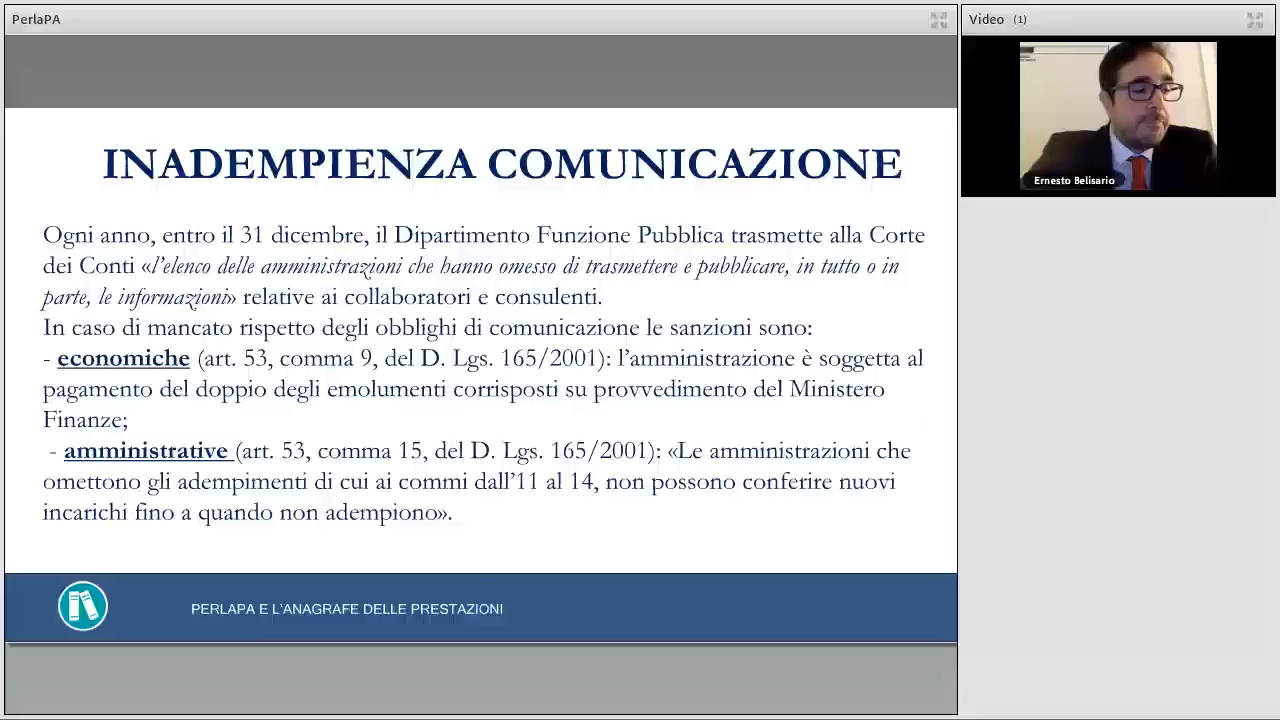 PerlaPA
Video (1)
Ernesto Belisario
INADEMPIENZA COMUNICAZIONE
Ogni anno, entro il 31 dicembre, il Dipartimento Funzione Pubblica trasmette alla Corte
dei Conti «l’elenco delle amministrazioni che hanno omesso di trasmettere e pubblicare, in tutto o in
parte, le informazioni» relative ai collaboratori e consulenti.
In caso di mancato rispetto degli obblighi di comunicazione le sanzioni sono:
- economiche (art. 53, comma 9, del D. Lgs. 165/2001): l’amministrazione è soggetta al
pagamento del doppio degli emolumenti corrisposti su provvedimento del Ministero
Finanze;
- amministrative (art. 53, comma 15, del D. Lgs. 165/2001): «Le amministrazioni che
omettono gli adempimenti di cui ai commi dall’11 al 14, non possono conferire nuovi
incarichi fino a quando non adempiono».
PERLAPA E L’ANAGRAFE DELLE PRESTAZIONI